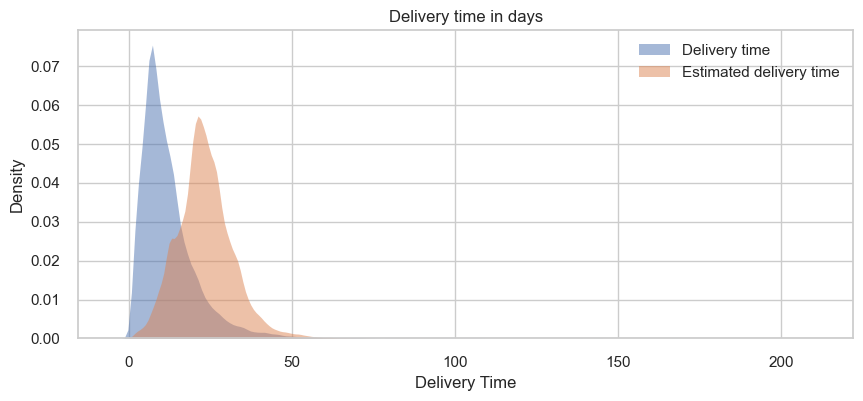 Delivery time in days
Delivery time
Estimated delivery time
Density
0.07
0.06
0.05
0.04
0.03
0.02
0.01
0.00
0
50
100
150
200
Delivery Time